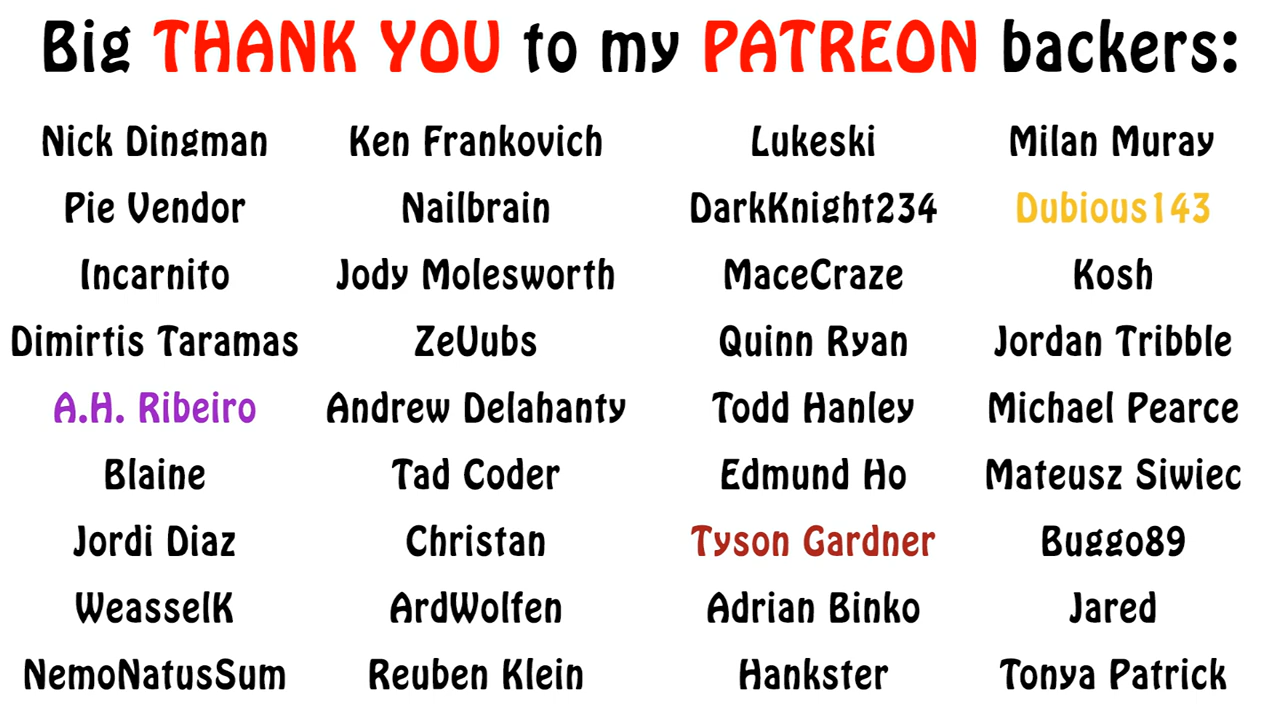 Big THANK YOU to my PATREON backers:
Nick Dingman Ken Frankovich Lukeski Milan Muray
Pie Vendor Nailbrain DarkKnight234 Dubious143
Incarnito Jody Molesworth MaceCraze Kosh
Dimirtis Taramas ZeVubs Quinn Ryan Jordan Tribble
A.H. Ribeiro Andrew Delahanty Todd Hanley Michael Pearce
Blaine Tad Coder Edmund Ho Mateusz Siwiec
Jordi Diaz Christan Tyson Gardner Buggo89
WeasselK ArdWolfen Adrian Binko Jared
NemoNatusSum Reuben Klein Hankster Tonya Patrick